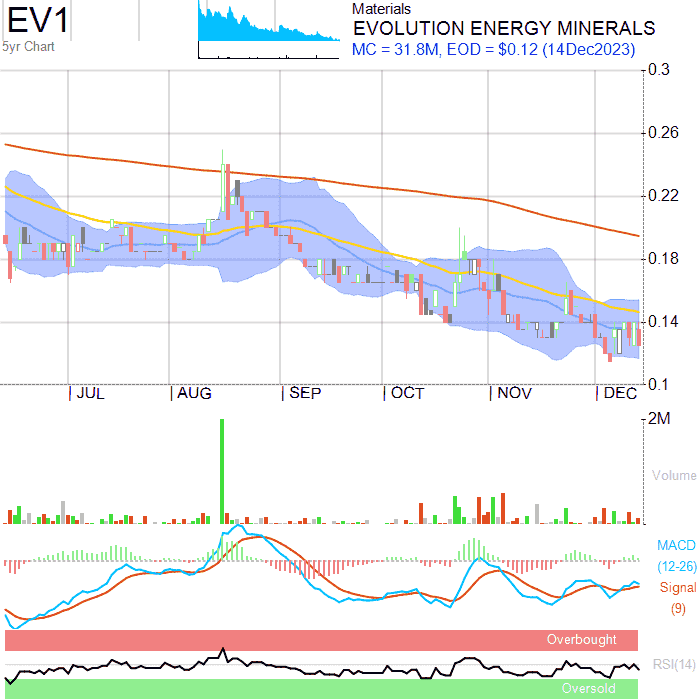 EV1
5yr Chart
Materials
EVOLUTION ENERGY MINERALS
MC = 31.8M, EOD = $0.12 (14Dec2023)
0.3
0.26
0.22
0.18
0.14
0.1
JUL AUG SEP OCT NOV DEC
2M
Volume
MACD
(12-26)
Signal
(9)
Overbought
RSI(14)
Oversold